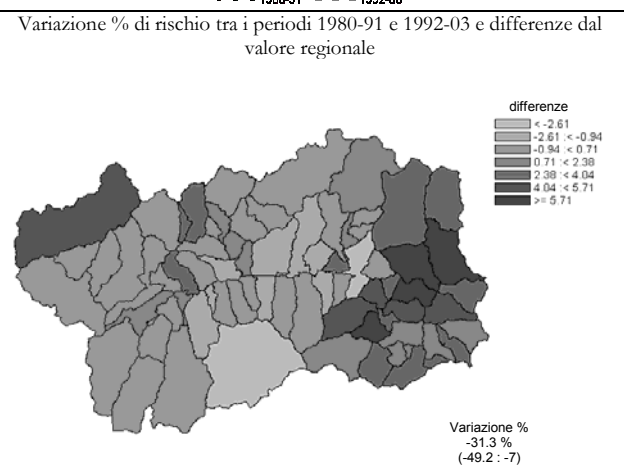 Variazione % di rischio tra i periodi 1980-91 e 1992-03 e differenze dal
valore regionale
differenze
< -2.61
-2.61 :< -0.94
-0.94 :< 0.71
0.71 :< 2.38
2.38 :< 4.04
4.04 :< 5.71
>= 5.71
Variazione %
-31.3 %
(-49.2 : -7)